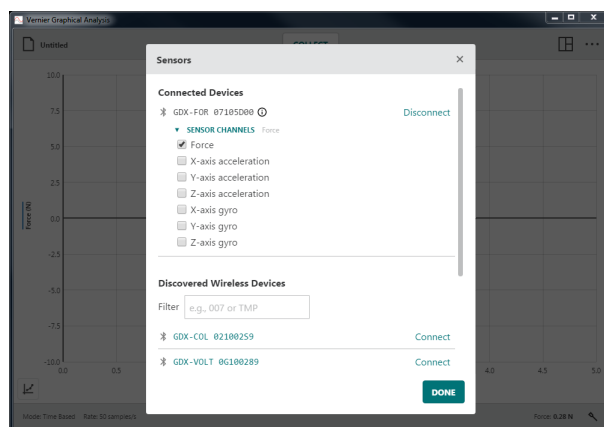 Vernier Graphical Analysis
Untitled
COLLECT
Sensors
Connected Devices
GDX-FOR 07105D00
Disconnect
SENSOR CHANNELS Force
Force
X-axis acceleration
Y-axis acceleration
Z-axis acceleration
X-axis gyro
Y-axis gyro
Z-axis gyro
Discovered Wireless Devices
Filter e.g., 007 or TMP
GDX-COL 021002S9 Connect
GDX-VOLT 0G100289 Connect
DONE
Force (N)
10.0
7.5
5.0
2.5
0.0
-2.5
-5.0
-7.5
-10.0
0.0 0.5 4.0 4.5 5.0
Mode: Time Based Rate: 50 samples/s
Force: 6.28 N